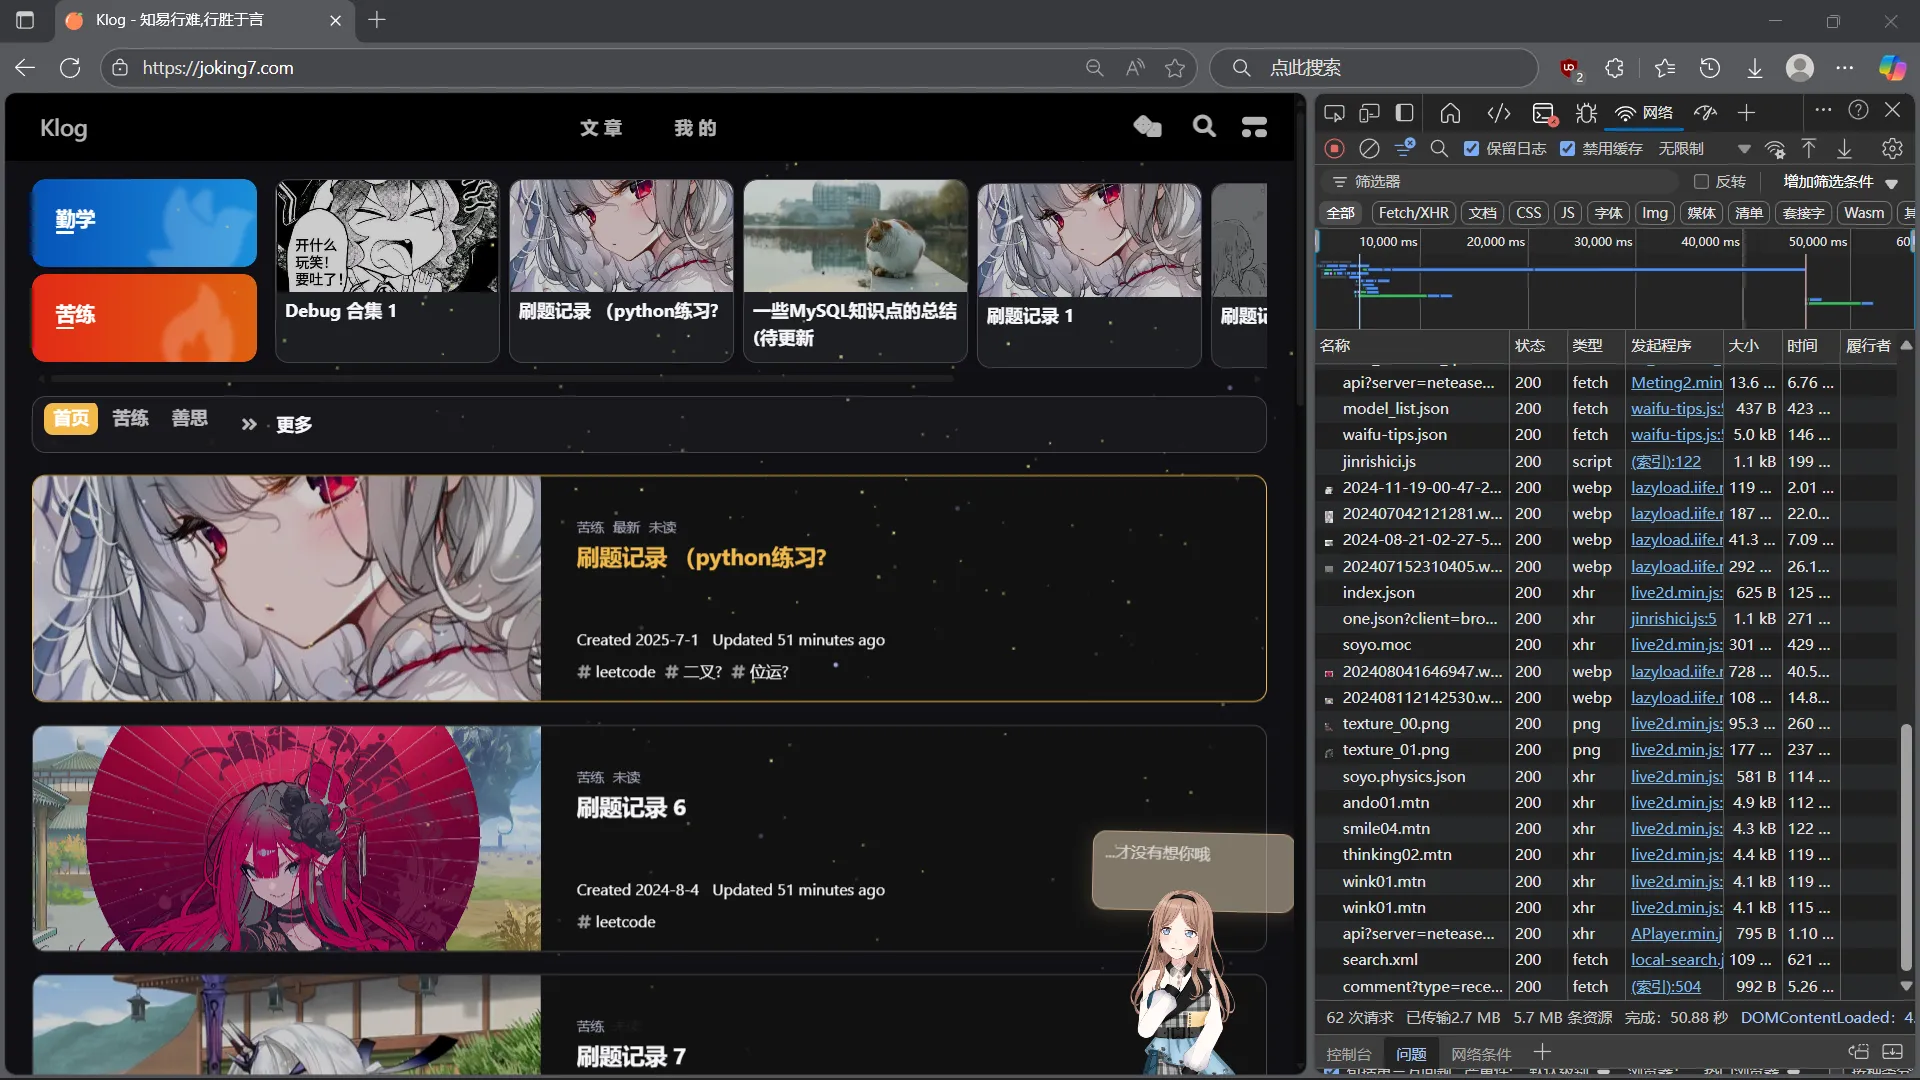 Klog - 知易行难,行胜于言
https://joking7.com
点此搜索
2
Klog
文章
我的
勤学
苦练
开什么
玩笑!
要吐了!
Debug 合集 1
刷题记录 （python练习?
一些MySQL知识点的总结
(待更新
刷题记录 1
首页
苦练
善思
更多
苦练 最新 未读
刷题记录 （python练习?
Created 2025-7-1 Updated 51 minutes ago
# leetcode # 二叉? # 位运?
苦练 未读
刷题记录 6
Created 2024-8-4 Updated 51 minutes ago
# leetcode
苦练
刷题记录 7
...才没有想你哦
网络
保留日志
禁用缓存
无限制
筛选器
反转
增加筛选条件
全部 Fetch/XHR 文档 CSS JS 字体 Img 媒体 清单 套接字 Wasm
10,000 ms 20,000 ms 30,000 ms 40,000 ms 50,000 ms 60
名称 状态 类型 发起程序 大小 时间 履行者
api?server=netease... 200 fetch Meting2.min 13.6 ... 6.76 ...
model_list.json 200 fetch waifu-tips.js: 437 B 423 ...
waifu-tips.json 200 fetch waifu-tips.js: 5.0 kB 146 ...
jinrishici.js 200 script (索引):122 1.1 kB 199 ...
2024-11-19-00-47-2... 200 webp lazyload.iife.r 119 ... 2.01 ...
202407042121281.w... 200 webp lazyload.iife.r 187 ... 22.0...
2024-08-21-02-27-5... 200 webp lazyload.iife.r 41.3 ... 7.09 ...
202407152310405.w... 200 webp lazyload.iife.r 292 ... 26.1...
index.json 200 xhr live2d.min.js: 625 B 125 ...
one.json?client=bro... 200 xhr jinrishici.js:5 1.1 kB 271 ...
soyo.moc 200 xhr live2d.min.js: 301 ... 429 ...
202408041646947.w... 200 webp lazyload.iife.r 728 ... 40.5...
202408112142530.w... 200 webp lazyload.iife.r 108 ... 14.8...
texture_00.png 200 png live2d.min.js: 95.3 ... 260 ...
texture_01.png 200 png live2d.min.js: 177 ... 237 ...
soyo.physics.json 200 xhr live2d.min.js: 581 B 114 ...
ando01.mtn 200 xhr live2d.min.js: 4.9 kB 112 ...
smile04.mtn 200 xhr live2d.min.js: 4.3 kB 122 ...
thinking02.mtn 200 xhr live2d.min.js: 4.4 kB 119 ...
wink01.mtn 200 xhr live2d.min.js: 4.1 kB 119 ...
wink01.mtn 200 xhr live2d.min.js: 4.1 kB 115 ...
api?server=netease... 200 xhr APlayer.min.j 795 B 1.10 ...
search.xml 200 fetch local-search.j 109 ... 621 ...
comment?type=rece... 200 fetch (索引):504 992 B 5.26 ...
62 次请求 已传输2.7 MB 5.7 MB 条资源 完成: 50.88 秒 DOMContentLoaded: 4.
控制台 问题 网络条件